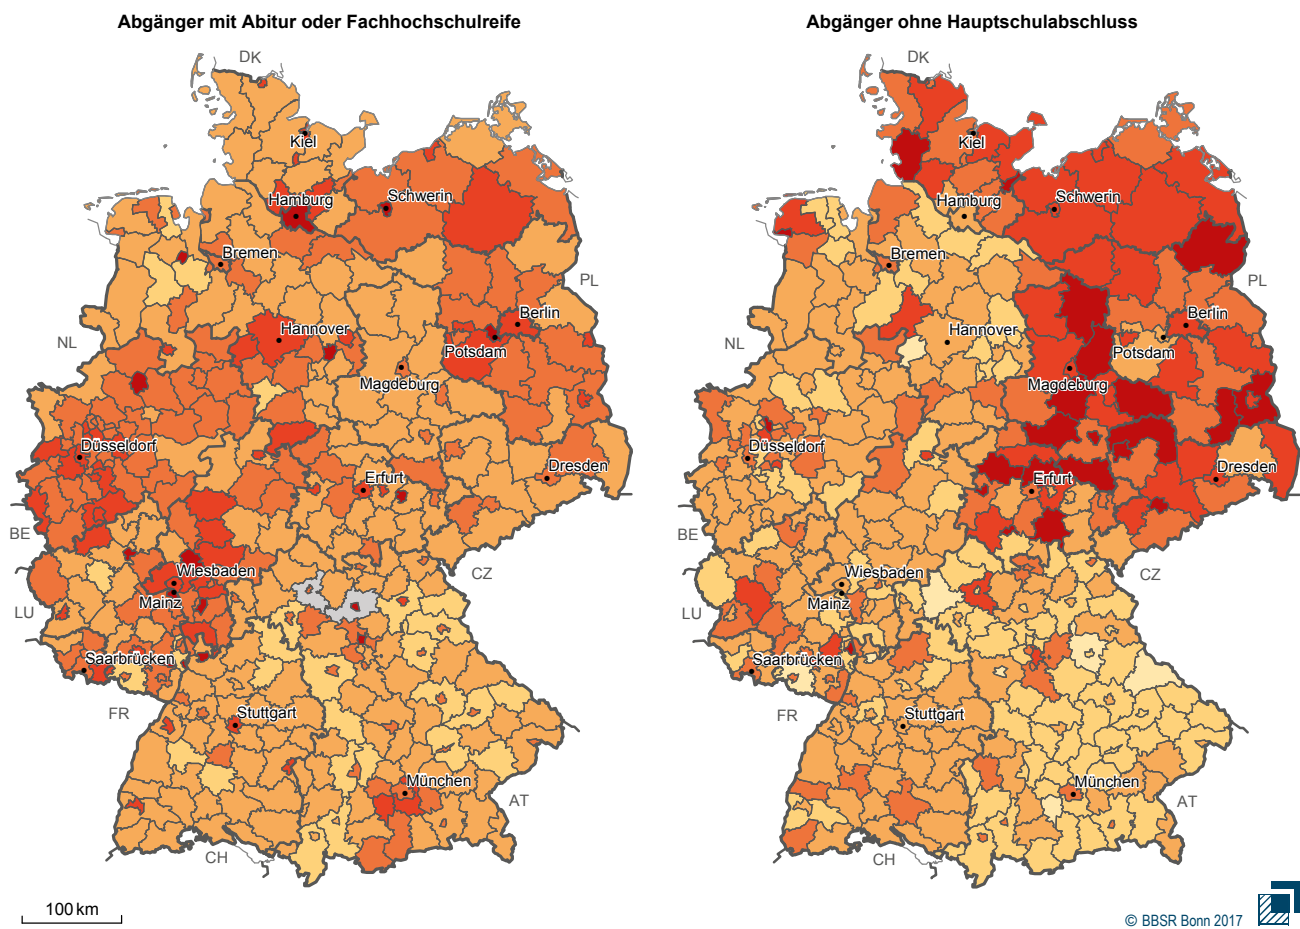 Abgänger mit Abitur oder Fachhochschulreife
DK
Kiel
Hamburg
Schwerin
Bremen
PL
Berlin
Hannover
NL
Potsdam
Magdeburg
Düsseldorf
Dresden
Erfurt
BE
Wiesbaden
CZ
Mainz
LU
Saarbrücken
FR
Stuttgart
München
AT
CH
100 km
Abgänger ohne Hauptschulabschluss
DK
Kiel
Hamburg
Schwerin
Bremen
PL
Berlin
Hannover
NL
Potsdam
Magdeburg
Düsseldorf
Dresden
Erfurt
BE
Wiesbaden
CZ
Mainz
LU
Saarbrücken
FR
Stuttgart
München
AT
CH
© BBSR Bonn 2017